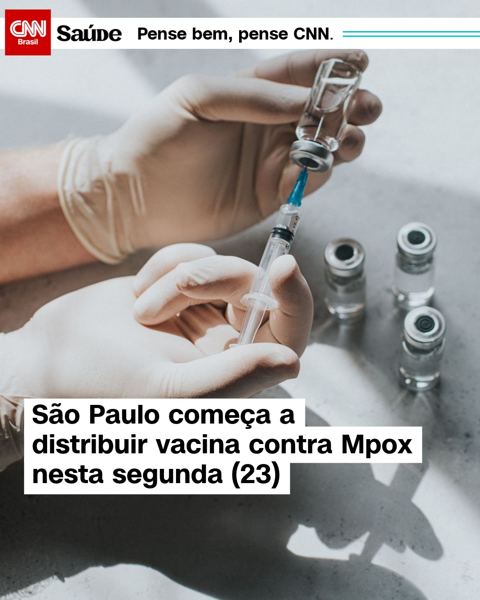 CNN
Brasil
Saúde Pense bem, pense CNN.
São Paulo começa a
distribuir vacina contra Mpox
nesta segunda (23)